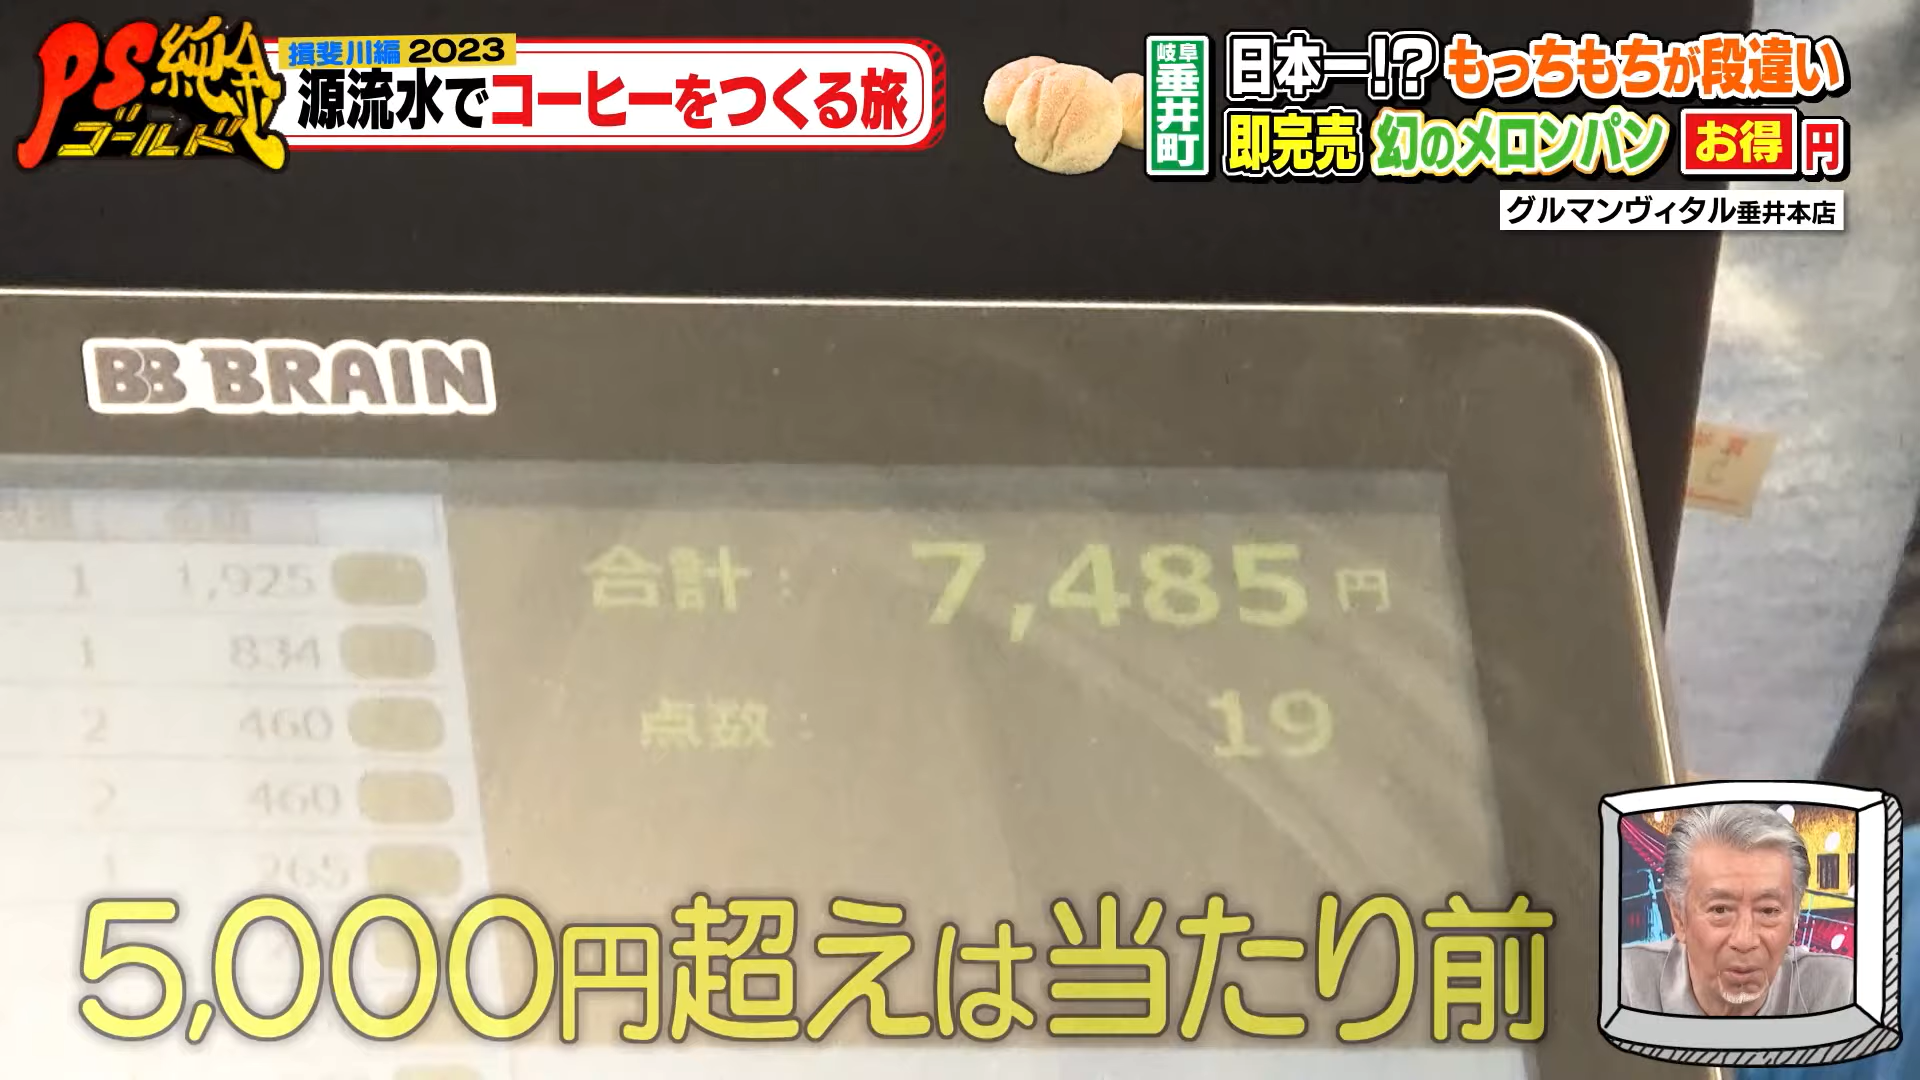 PS純金
ゴールド
揖斐川編 2023
源流水でコーヒーをつくる旅
岐阜
垂井町
日本一!? もっちもちが段違い
即完売 幻のメロンパン お得 円
グルマンヴィタル垂井本店
BB BRAIN
1 1,925
1 834
2 460
2 460
1 265
合計： 7,485円
点数： 19
5,000円超えは当たり前